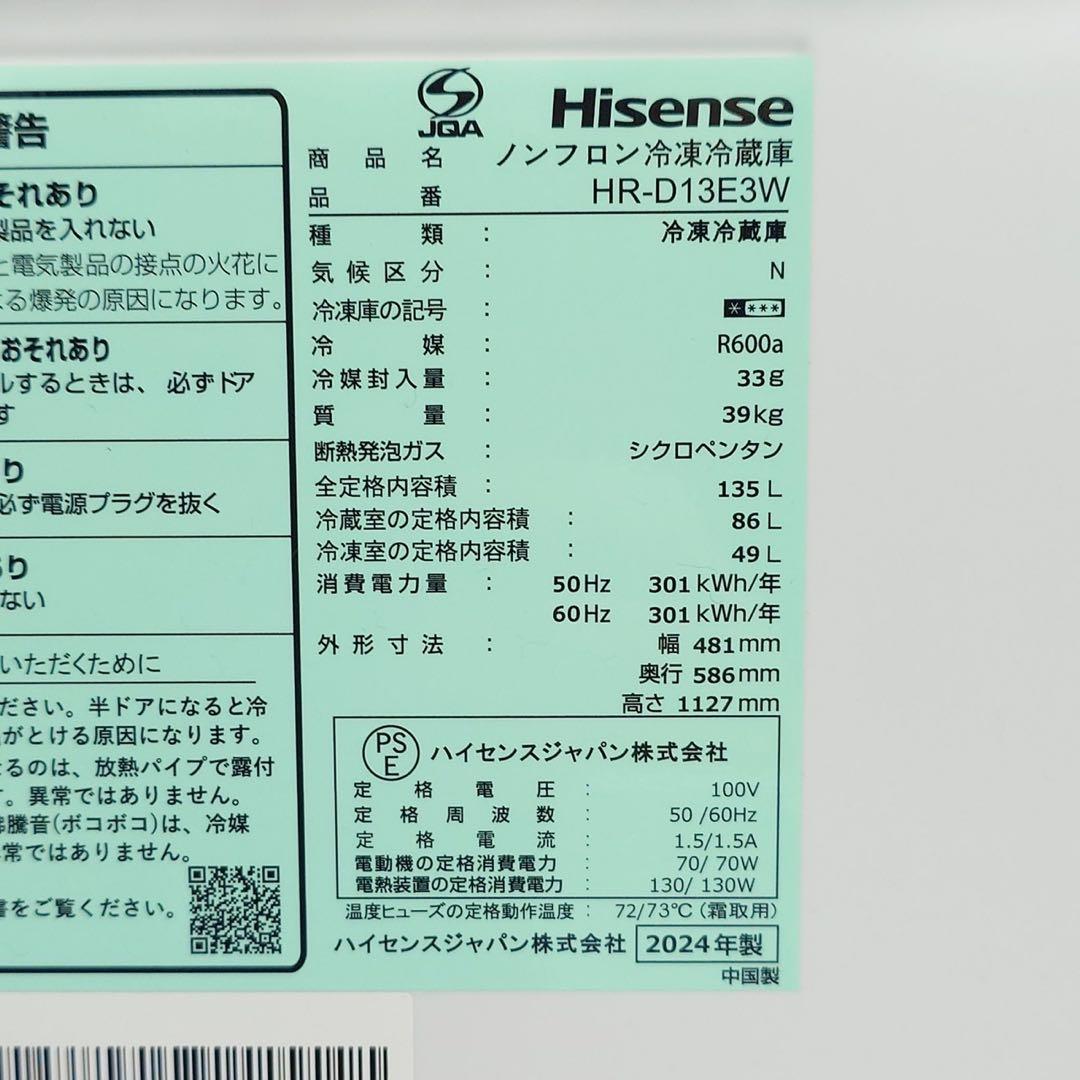 警告
それあり
製品を入れない
と電気製品の接点の火花に
よる爆発の原因になります。
おそれあり
ルするときは、必ずドア
す
り
必ず電源プラグを抜く
り
ない
いただくために
ださい。半ドアになると冷
がとける原因になります。
なるのは、放熱パイプで露付
す。異常ではありません。
沸騰音(ボコボコ)は、冷媒
異常ではありません。
書をご覧ください。
JQA
Hisense
商品名 ノンフロン冷凍冷蔵庫
品番 HR-D13E3W
種類 : 冷凍冷蔵庫
気候区分 : N
冷凍庫の記号 : ****
冷媒 : R600a
冷媒封入量 : 33g
質量 : 39kg
断熱発泡ガス : シクロペンタン
全定格内容積 : 135 L
冷蔵室の定格内容積 : 86 L
冷凍室の定格内容積 : 49 L
消費電力量 : 50Hz 301 kWh/年
60Hz 301 kWh/年
外形寸法 : 幅 481mm
奥行 586mm
高さ 1127mm
PSE ハイセンスジャパン株式会社
定格電圧 : 100V
定格周波数 : 50 /60Hz
定格電流 : 1.5/1.5A
電動機の定格消費電力 : 70/ 70W
電熱装置の定格消費電力 : 130/ 130W
温度ヒューズの定格動作温度 : 72/73℃(霜取用)
ハイセンスジャパン株式会社 2024年製
中国製